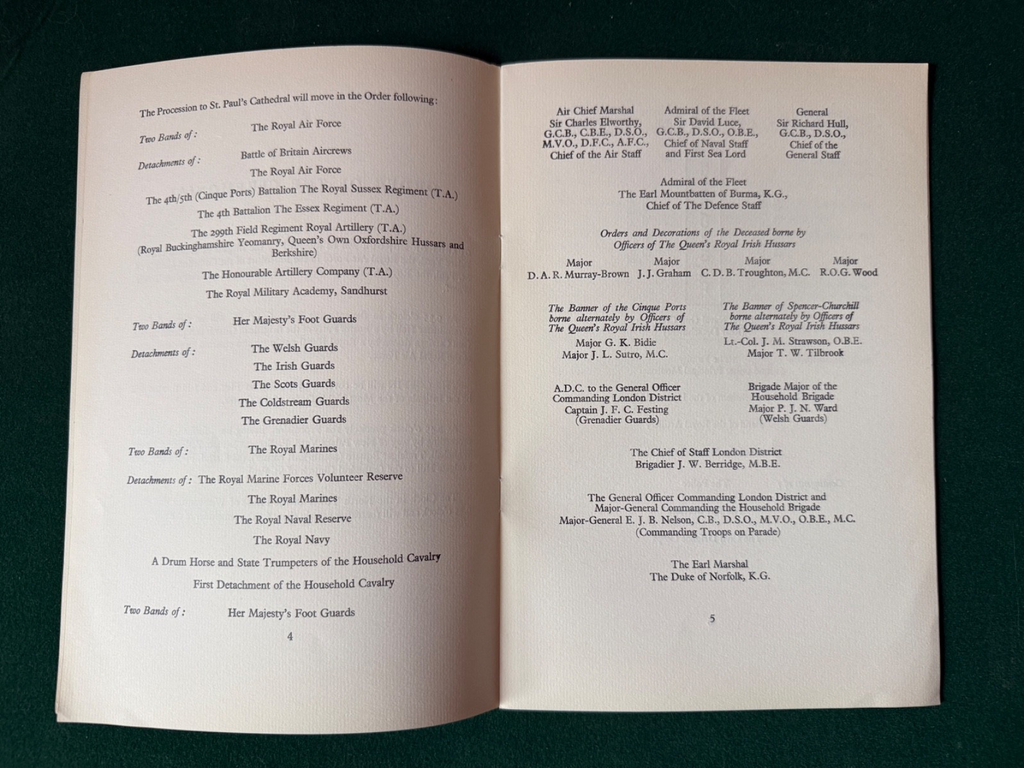 The Procession to St. Paul's Cathedral will move in the Order following:
Two Bands of: The Royal Air Force
Detachments of: Battle of Britain Aircrews
The Royal Air Force
The 4th/5th (Cinque Ports) Battalion The Royal Sussex Regiment (T.A.)
The 4th Battalion The Essex Regiment (T.A.)
The 299th Field Regiment Royal Artillery (T.A.)
(Royal Buckinghamshire Yeomanry, Queen's Own Oxfordshire Hussars and
Berkshire)
The Honourable Artillery Company (T.A.)
The Royal Military Academy, Sandhurst
Two Bands of: Her Majesty's Foot Guards
Detachments of: The Welsh Guards
The Irish Guards
The Scots Guards
The Coldstream Guards
The Grenadier Guards
Two Bands of: The Royal Marines
Detachments of: The Royal Marine Forces Volunteer Reserve
The Royal Marines
The Royal Naval Reserve
The Royal Navy
A Drum Horse and State Trumpeters of the Household Cavalry
First Detachment of the Household Cavalry
Two Bands of: Her Majesty's Foot Guards
4
Air Chief Marshal
Sir Charles Elworthy,
G.C.B., C.B.E., D.S.O.,
M.V.O., D.F.C., A.F.C.,
Chief of the Air Staff
Admiral of the Fleet
Sir David Luce,
G.C.B., D.S.O., O.B.E.,
Chief of Naval Staff
and First Sea Lord
General
Sir Richard Hull,
G.C.B., D.S.O.,
Chief of the
General Staff
Admiral of the Fleet
The Earl Mountbatten of Burma, K.G.,
Chief of The Defence Staff
Orders and Decorations of the Deceased borne by
Officers of The Queen's Royal Irish Hussars
Major Major Major Major
D.A.R. Murray-Brown J.J. Graham C.D.B. Troughton, M.C. R.O.G. Wood
The Banner of the Cinque Ports
borne alternately by Officers of
The Queen's Royal Irish Hussars
Major G. K. Bidie
Major J. L. Sutro, M.C.
The Banner of Spencer-Churchill
borne alternately by Officers of
The Queen's Royal Irish Hussars
Lt.-Col. J. M. Strawson, O.B.E.
Major T. W. Tilbrook
A.D.C. to the General Officer
Commanding London District
Captain J. F. C. Festing
(Grenadier Guards)
Brigade Major of the
Household Brigade
Major P. J. N. Ward
(Welsh Guards)
The Chief of Staff London District
Brigadier J. W. Berridge, M.B.E.
The General Officer Commanding London District and
Major-General Commanding the Household Brigade
Major-General E. J. B. Nelson, C.B., D.S.O., M.V.O., O.B.E., M.C.
(Commanding Troops on Parade)
The Earl Marshal
The Duke of Norfolk, K.G.
5